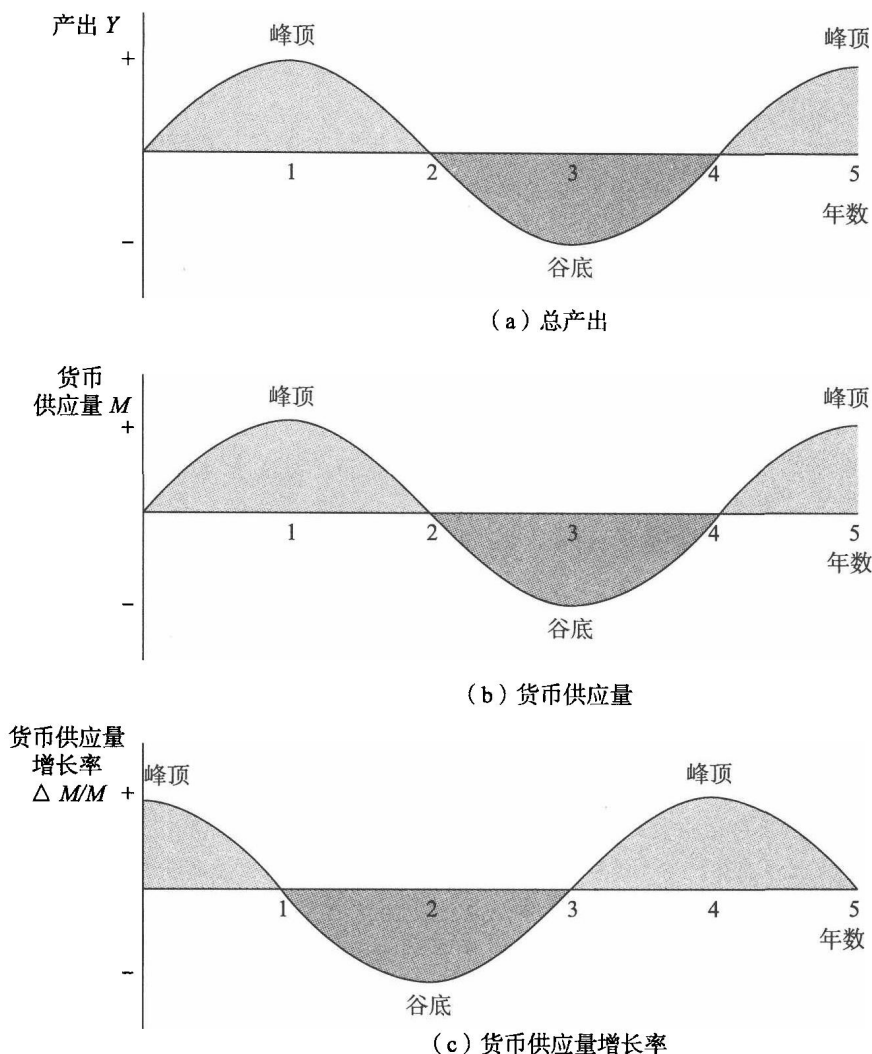 产出 Y
峰顶 峰顶
+
1 2 3 4 5
年数
−
谷底
（a）总产出
货币
供应量 M
峰顶 峰顶
+
1 2 3 4 5
年数
−
谷底
（b）货币供应量
货币供应量
增长率
△ M/M
峰顶 峰顶
+
1 2 3 4 5
年数
−
谷底
（c）货币供应量增长率